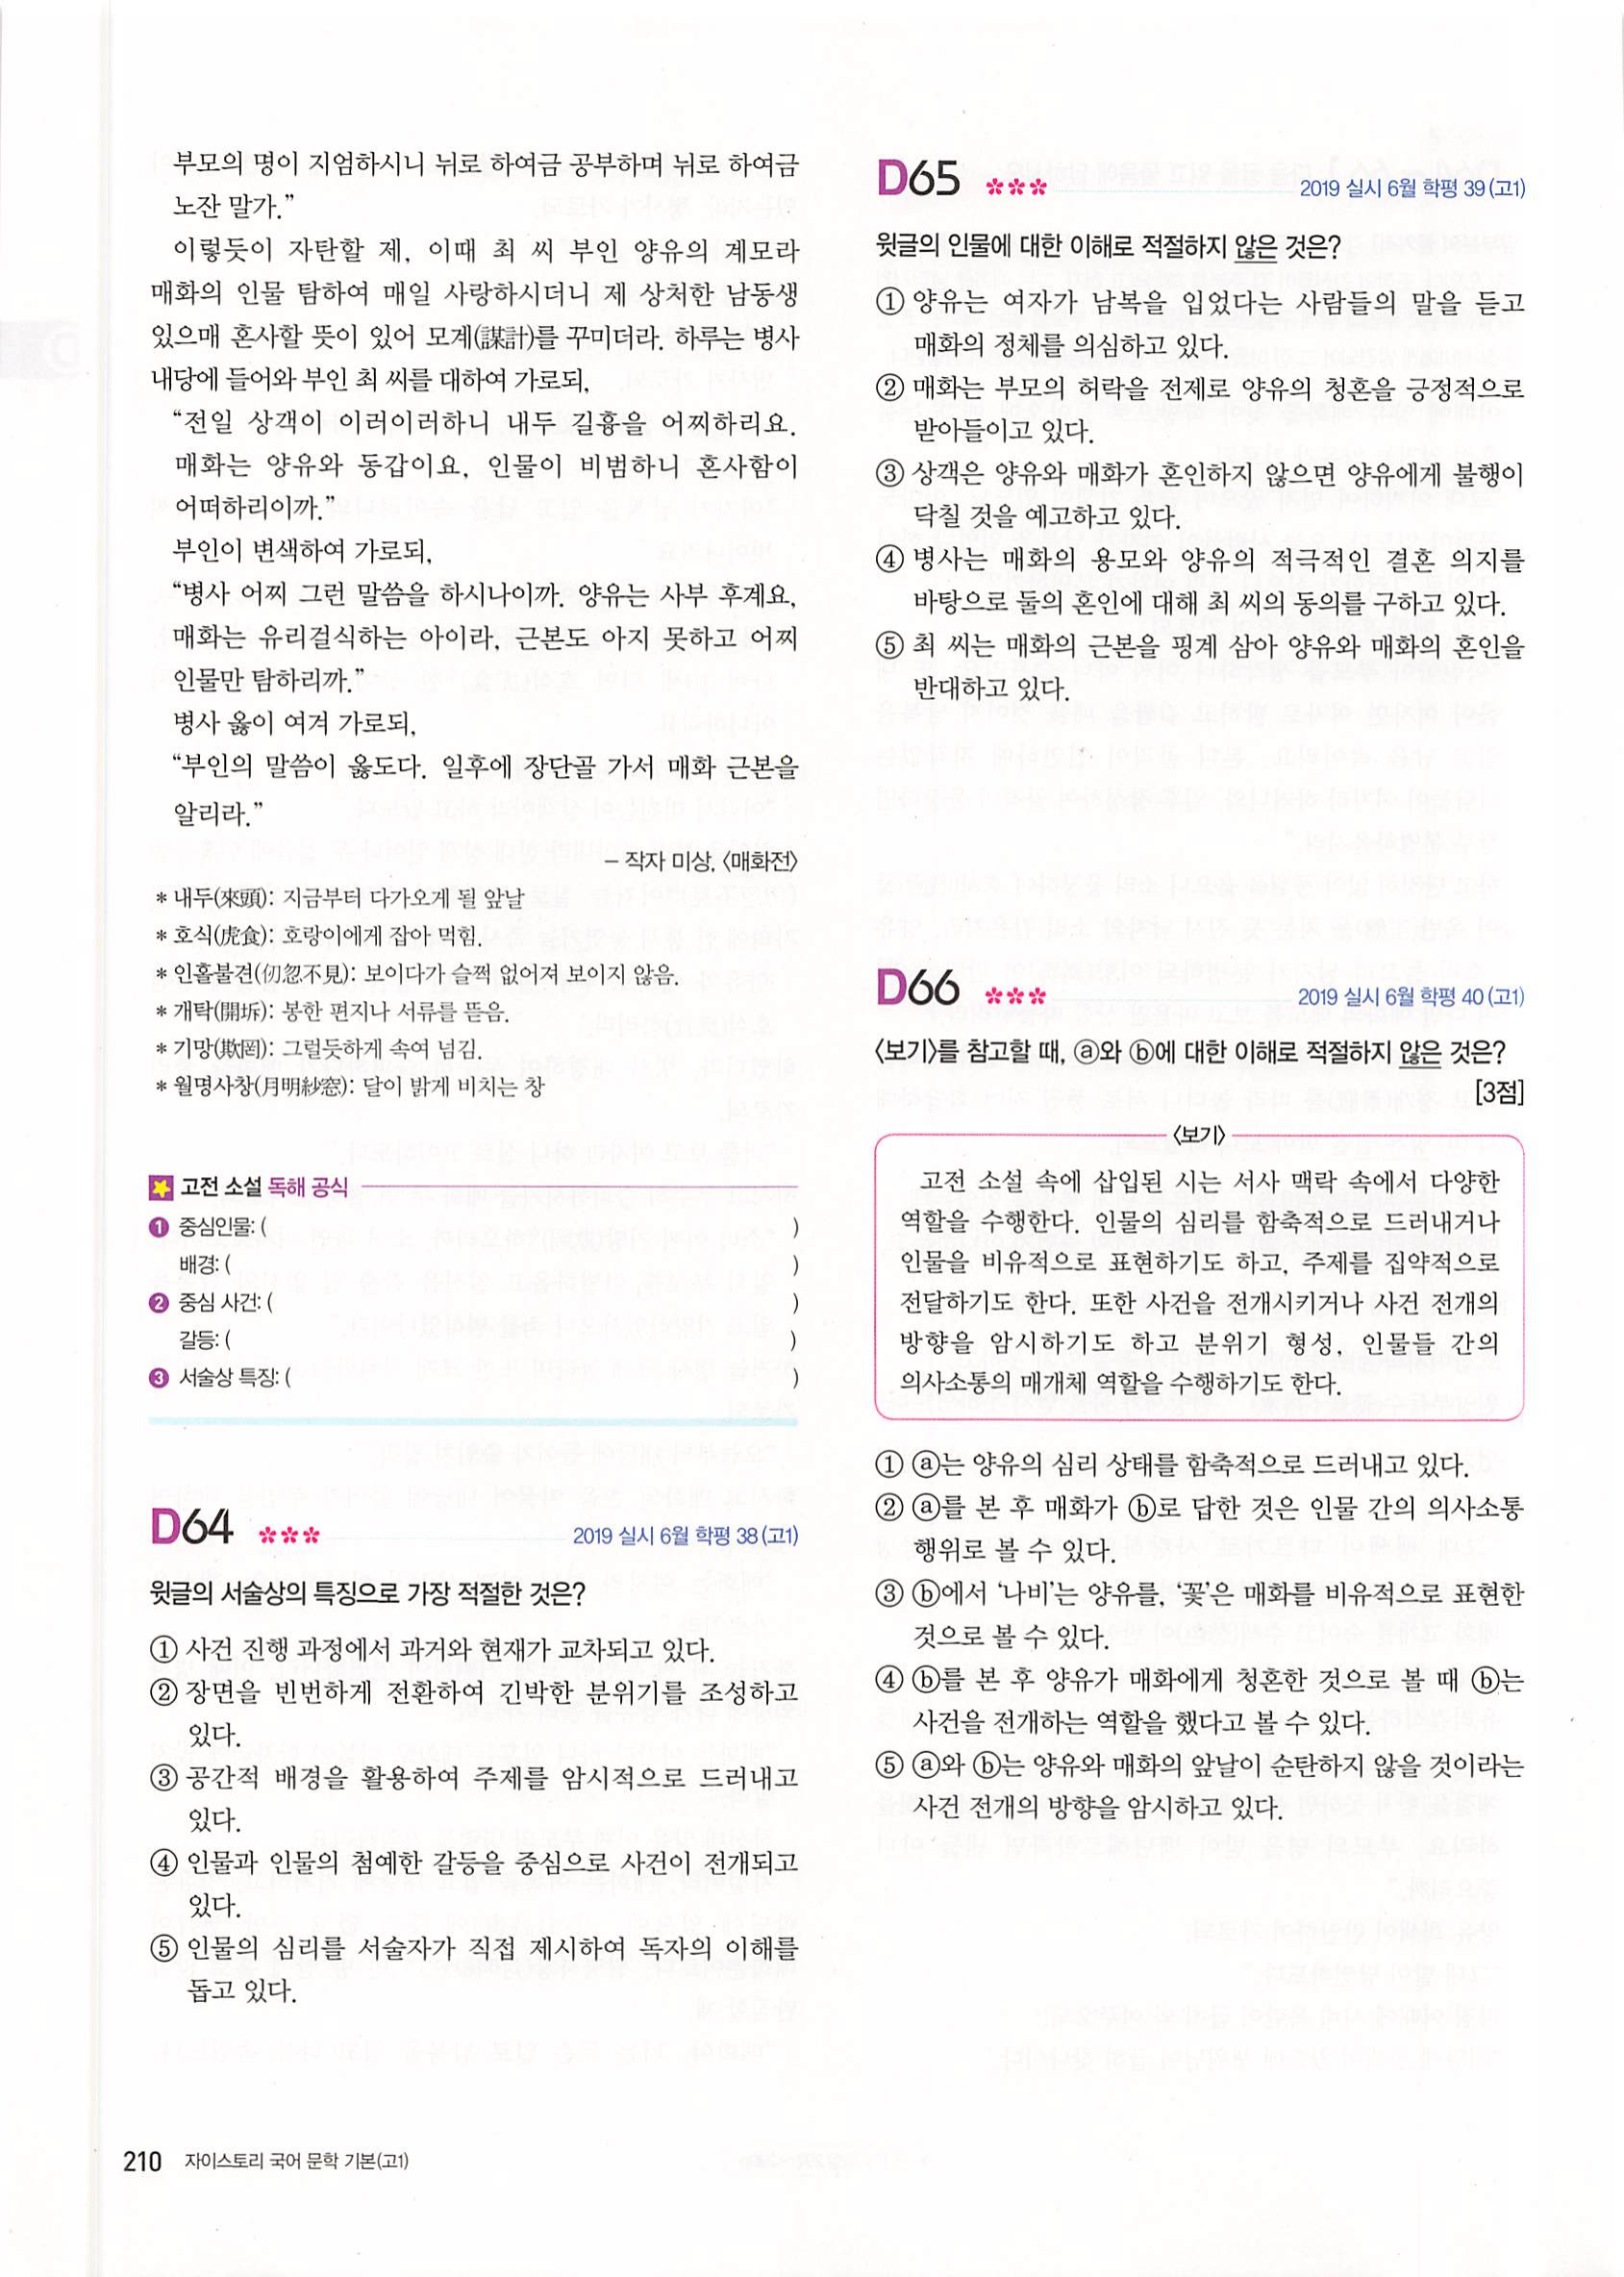 부모의 명이 지엄하시니 뉘로 하여금 공부하며 뉘로 하여금
노잔 말가.”
이렇듯이 자탄할 제, 이때 최 씨 부인 양유의 계모라
매화의 인물 탐하여 매일 사랑하시더니 제 상처한 남동생
있으매 혼사할 뜻이 있어 모계(謀計)를 꾸미더라. 하루는 병사
내당에 들어와 부인 최 씨를 대하여 가로되,
“전일 상객이 이러이러하니 내두 길흉을 어찌하리요.
매화는 양유와 동갑이요, 인물이 비범하니 혼사함이
어떠하리이까.”
부인이 변색하여 가로되,
“병사 어찌 그런 말씀을 하시나이까. 양유는 사부 후계요,
매화는 유리걸식하는 아이라, 근본도 아지 못하고 어찌
인물만 탐하리까.”
병사 옳이 여겨 가로되,
“부인의 말씀이 옳도다. 일후에 장단골 가서 매화 근본을
알리라.”
– 작자 미상, 〈매화전〉
* 내두(來頭): 지금부터 다가오게 될 앞날
* 호식(虎食): 호랑이에게 잡아 먹힘.
* 인홀불견(仞忽不見): 보이다가 슬쩍 없어져 보이지 않음.
* 개탁(開坼): 봉한 편지나 서류를 뜯음.
* 기망(欺罔): 그럴듯하게 속여 넘김.
* 월명사창(月明紗窓): 달이 밝게 비치는 창
고전 소설 독해 공식
❶ 중심인물: ( )
배경: ( )
❷ 중심 사건: ( )
갈등: ( )
❸ 서술상 특징: ( )
D64 ✽✽✽ 2019 실시 6월 학평 38 (고1)
윗글의 서술상의 특징으로 가장 적절한 것은?
① 사건 진행 과정에서 과거와 현재가 교차되고 있다.
② 장면을 빈번하게 전환하여 긴박한 분위기를 조성하고
있다.
③ 공간적 배경을 활용하여 주제를 암시적으로 드러내고
있다.
④ 인물과 인물의 첨예한 갈등을 중심으로 사건이 전개되고
있다.
⑤ 인물의 심리를 서술자가 직접 제시하여 독자의 이해를
돕고 있다.
D65 ✽✽✽ 2019 실시 6월 학평 39 (고1)
윗글의 인물에 대한 이해로 적절하지 않은 것은?
① 양유는 여자가 남복을 입었다는 사람들의 말을 듣고
매화의 정체를 의심하고 있다.
② 매화는 부모의 허락을 전제로 양유의 청혼을 긍정적으로
받아들이고 있다.
③ 상객은 양유와 매화가 혼인하지 않으면 양유에게 불행이
닥칠 것을 예고하고 있다.
④ 병사는 매화의 용모와 양유의 적극적인 결혼 의지를
바탕으로 둘의 혼인에 대해 최 씨의 동의를 구하고 있다.
⑤ 최 씨는 매화의 근본을 핑계 삼아 양유와 매화의 혼인을
반대하고 있다.
D66 ✽✽✽ 2019 실시 6월 학평 40 (고1)
〈보기〉를 참고할 때, ⓐ와 ⓑ에 대한 이해로 적절하지 않은 것은?
[3점]
〈보기〉
고전 소설 속에 삽입된 시는 서사 맥락 속에서 다양한
역할을 수행한다. 인물의 심리를 함축적으로 드러내거나
인물을 비유적으로 표현하기도 하고, 주제를 집약적으로
전달하기도 한다. 또한 사건을 전개시키거나 사건 전개의
방향을 암시하기도 하고 분위기 형성, 인물들 간의
의사소통의 매개체 역할을 수행하기도 한다.
① ⓐ는 양유의 심리 상태를 함축적으로 드러내고 있다.
② ⓐ를 본 후 매화가 ⓑ로 답한 것은 인물 간의 의사소통
행위로 볼 수 있다.
③ ⓑ에서 ‘나비’는 양유를, ‘꽃’은 매화를 비유적으로 표현한
것으로 볼 수 있다.
④ ⓑ를 본 후 양유가 매화에게 청혼한 것으로 볼 때 ⓑ는
사건을 전개하는 역할을 했다고 볼 수 있다.
⑤ ⓐ와 ⓑ는 양유와 매화의 앞날이 순탄하지 않을 것이라는
사건 전개의 방향을 암시하고 있다.
210 자이스토리 국어 문학 기본(고1)